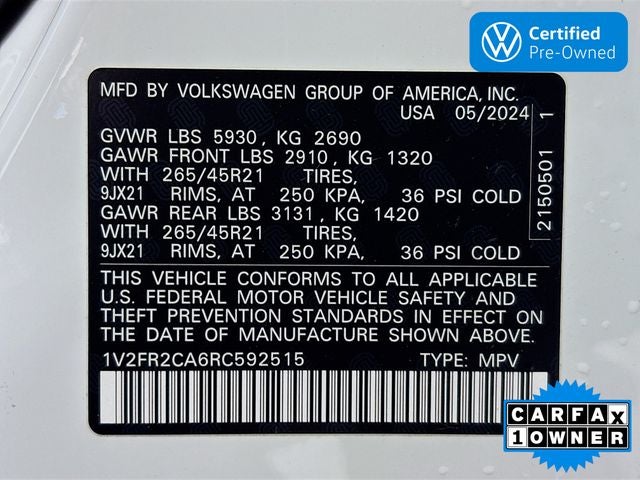 Certified
Pre-Owned
MFD BY VOLKSWAGEN GROUP OF AMERICA, INC.
USA 05/2024
GVWR LBS 5930, KG 2690
GAWR FRONT LBS 2910, KG 1320
WITH 265/45R21 TIRES,
9JX21 RIMS, AT 250 KPA, 36 PSI COLD
GAWR REAR LBS 3131, KG 1420
WITH 265/45R21 TIRES,
9JX21 RIMS, AT 250 KPA, 36 PSI COLD
2150501 1
THIS VEHICLE CONFORMS TO ALL APPLICABLE
U.S. FEDERAL MOTOR VEHICLE SAFETY AND
THEFT PREVENTION STANDARDS IN EFFECT ON
THE DATE OF MANUFACTURE SHOWN ABOVE.
1V2FR2CA6RC592515 TYPE: MPV
CARFAX
1 OWNER